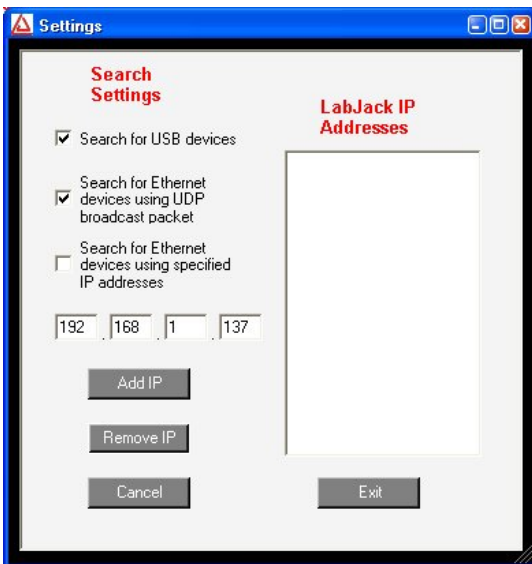 Settings
Search
Settings
Search for USB devices
Search for Ethernet
devices using UDP
broadcast packet
Search for Ethernet
devices using specified
IP addresses
192 . 168 . 1 . 137
Add IP
Remove IP
Cancel
LabJack IP
Addresses
Exit